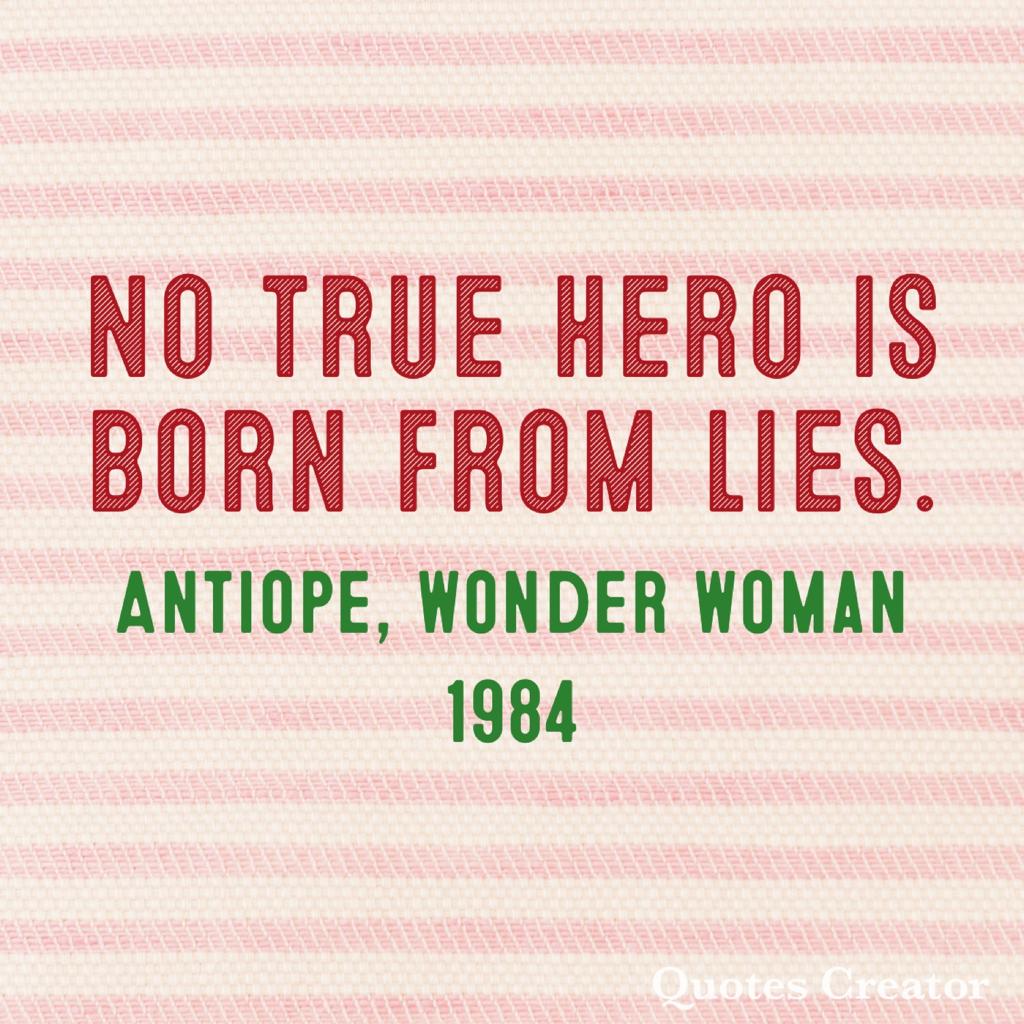 NO TRUE HERO IS
BORN FROM LIES.
ANTIOPE, WONDER WOMAN
1984
Quotes Creator